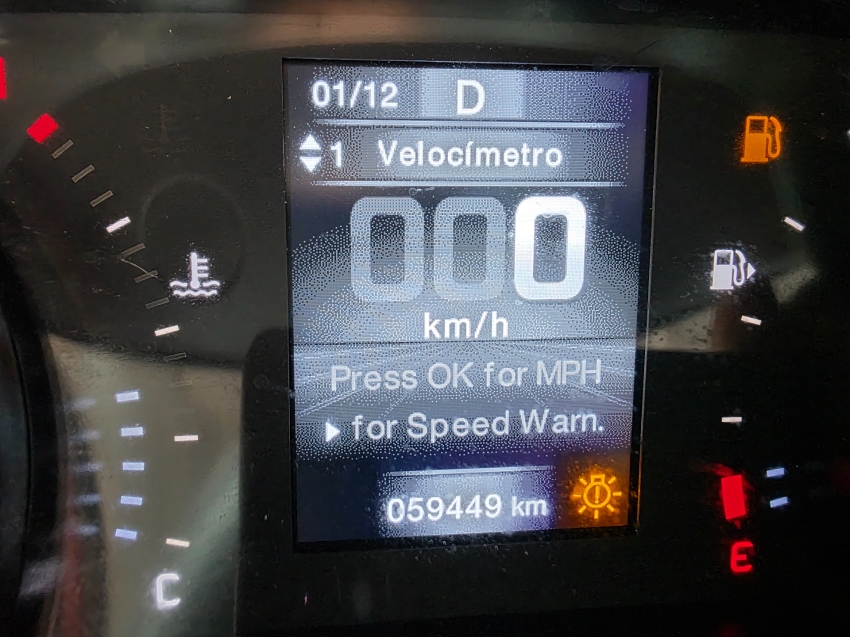 01/12 D
1 Velocímetro
000
km/h
Press OK for MPH
for Speed Warn.
059449 km
C
E